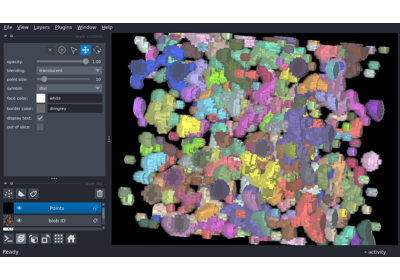 File View Layers Plugins Window Help
opacity: 1.00
blending: translucent
point size: 10
symbol: disc
face color: white
border color: dimgrey
display text:
out of slice:
Points
blob ID
Ready
activity